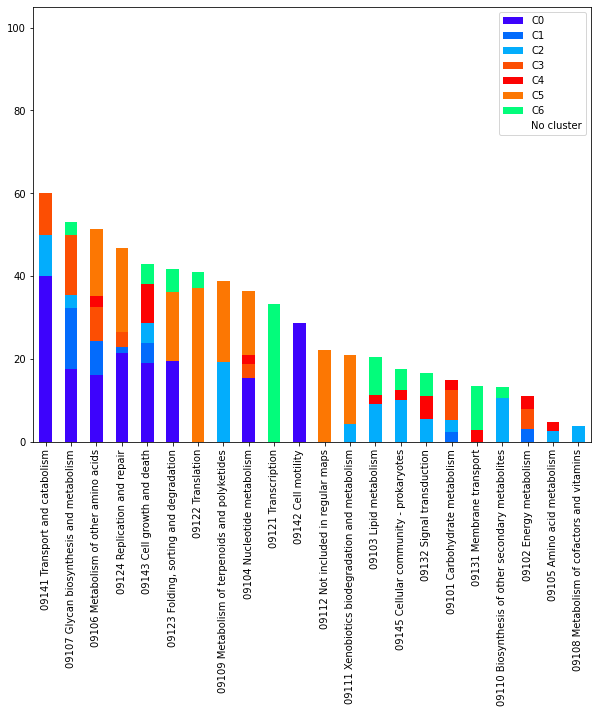 100
80
60
40
20
0
C0
C1
C2
C3
C4
C5
C6
No cluster
09141 Transport and catabolism
09107 Glycan biosynthesis and metabolism
09106 Metabolism of other amino acids
09124 Replication and repair
09143 Cell growth and death
09123 Folding, sorting and degradation
09122 Translation
09109 Metabolism of terpenoids and polyketides
09104 Nucleotide metabolism
09121 Transcription
09142 Cell motility
09112 Not included in regular maps
09111 Xenobiotics biodegradation and metabolism
09103 Lipid metabolism
09145 Cellular community - prokaryotes
09132 Signal transduction
09101 Carbohydrate metabolism
09131 Membrane transport
09110 Biosynthesis of other secondary metabolites
09102 Energy metabolism
09105 Amino acid metabolism
09108 Metabolism of cofactors and vitamins